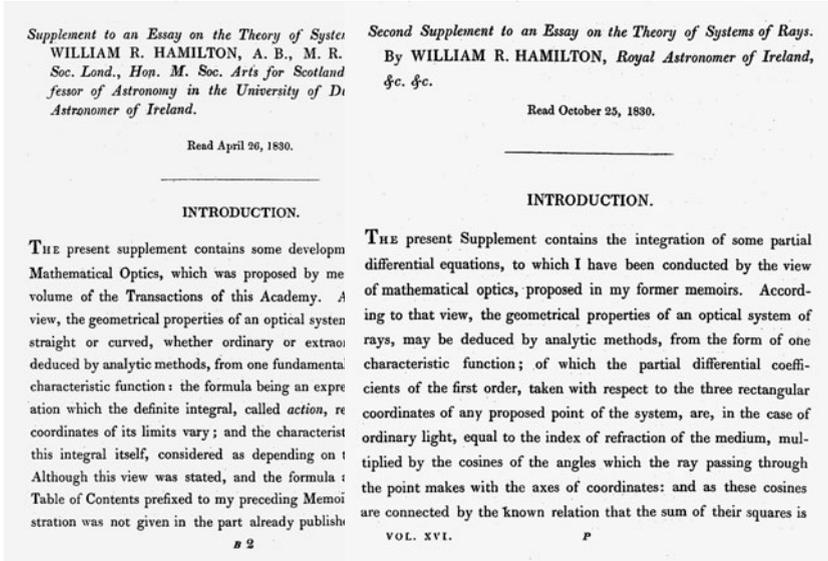 Supplement to an Essay on the Theory of
WILLIAM R. HAMILTON, A. B., M. R.
Soc. Lond., Hon. M. Soc. Arts for Scotland
fessor of Astronomy in the University of
Astronomer of Ireland.
Read April 26, 1830.
INTRODUCTION.
THE present supplement contains some developm
Mathematical Optics, which was proposed by me
volume of the Transactions of this Academy.
view, the geometrical properties of an optical system
straight or curved, whether ordinary or extraor
deduced by analytic methods, from one fundamenta
characteristic function: the formula being an expre
ation which the definite integral, called action, re
coordinates of its limits vary; and the characterist
this integral itself, considered as depending on t
Although this view was stated, and the formula
Table of Contents prefixed to my preceding Memoi
stration was not given in the part already publishe
B 2
Second Supplement to an Essay on the Theory of Systems of Rays.
By WILLIAM R. HAMILTON, Royal Astronomer of Ireland,
&c. &c.
Read October 25, 1830.
INTRODUCTION.
THE present Supplement contains the integration of some partial
differential equations, to which I have been conducted by the view
of mathematical optics, proposed in my former memoirs. Accord-
ing to that view, the geometrical properties of an optical system of
rays, may be deduced by analytic methods, from the form of one
characteristic function; of which the partial differential coeffi-
cients of the first order, taken with respect to the three rectangular
coordinates of any proposed point of the system, are, in the case of
ordinary light, equal to the index of refraction of the medium, mul-
tiplied by the cosines of the angles which the ray passing through
the point makes with the axes of coordinates: and as these cosines
are connected by the known relation that the sum of their squares is
VOL. XVI. P